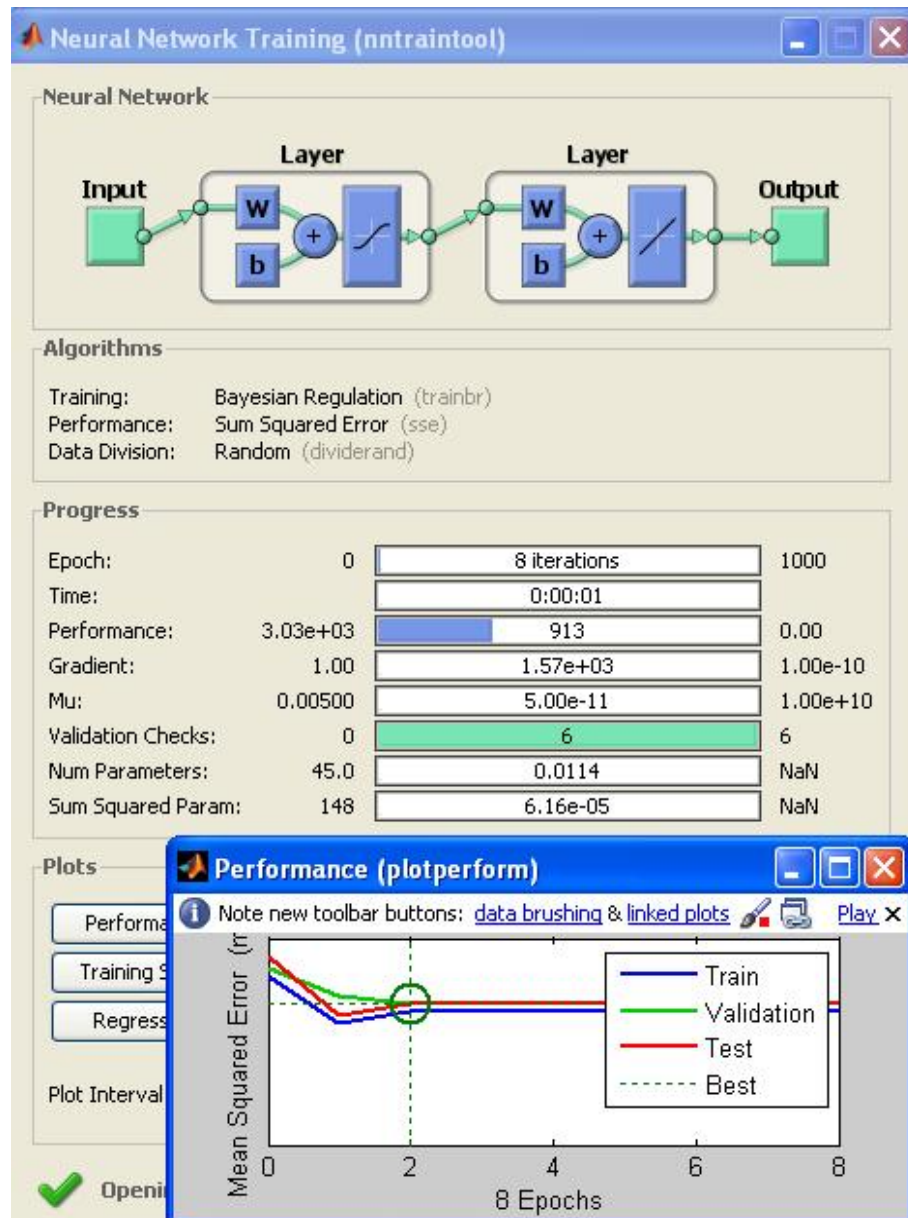 Neural Network Training (nntraintool)
Neural Network
Layer Layer
Input Output
W W
b b
+ +
Algorithms
Training: Bayesian Regulation (trainbr)
Performance: Sum Squared Error (sse)
Data Division: Random (dividerand)
Progress
Epoch: 0 8 iterations 1000
Time: 0:00:01
Performance: 3.03e+03 913 0.00
Gradient: 1.00 1.57e+03 1.00e-10
Mu: 0.00500 5.00e-11 1.00e+10
Validation Checks: 0 6 6
Num Parameters: 45.0 0.0114 NaN
Sum Squared Param: 148 6.16e-05 NaN
Plots
Performa
Training S
Regress
Plot Interval
Openi
Performance (plotperform)
Note new toolbar buttons: data brushing & linked plots Play
Mean Squared Error (m
Train
Validation
Test
Best
0 2 4 6 8
8 Epochs